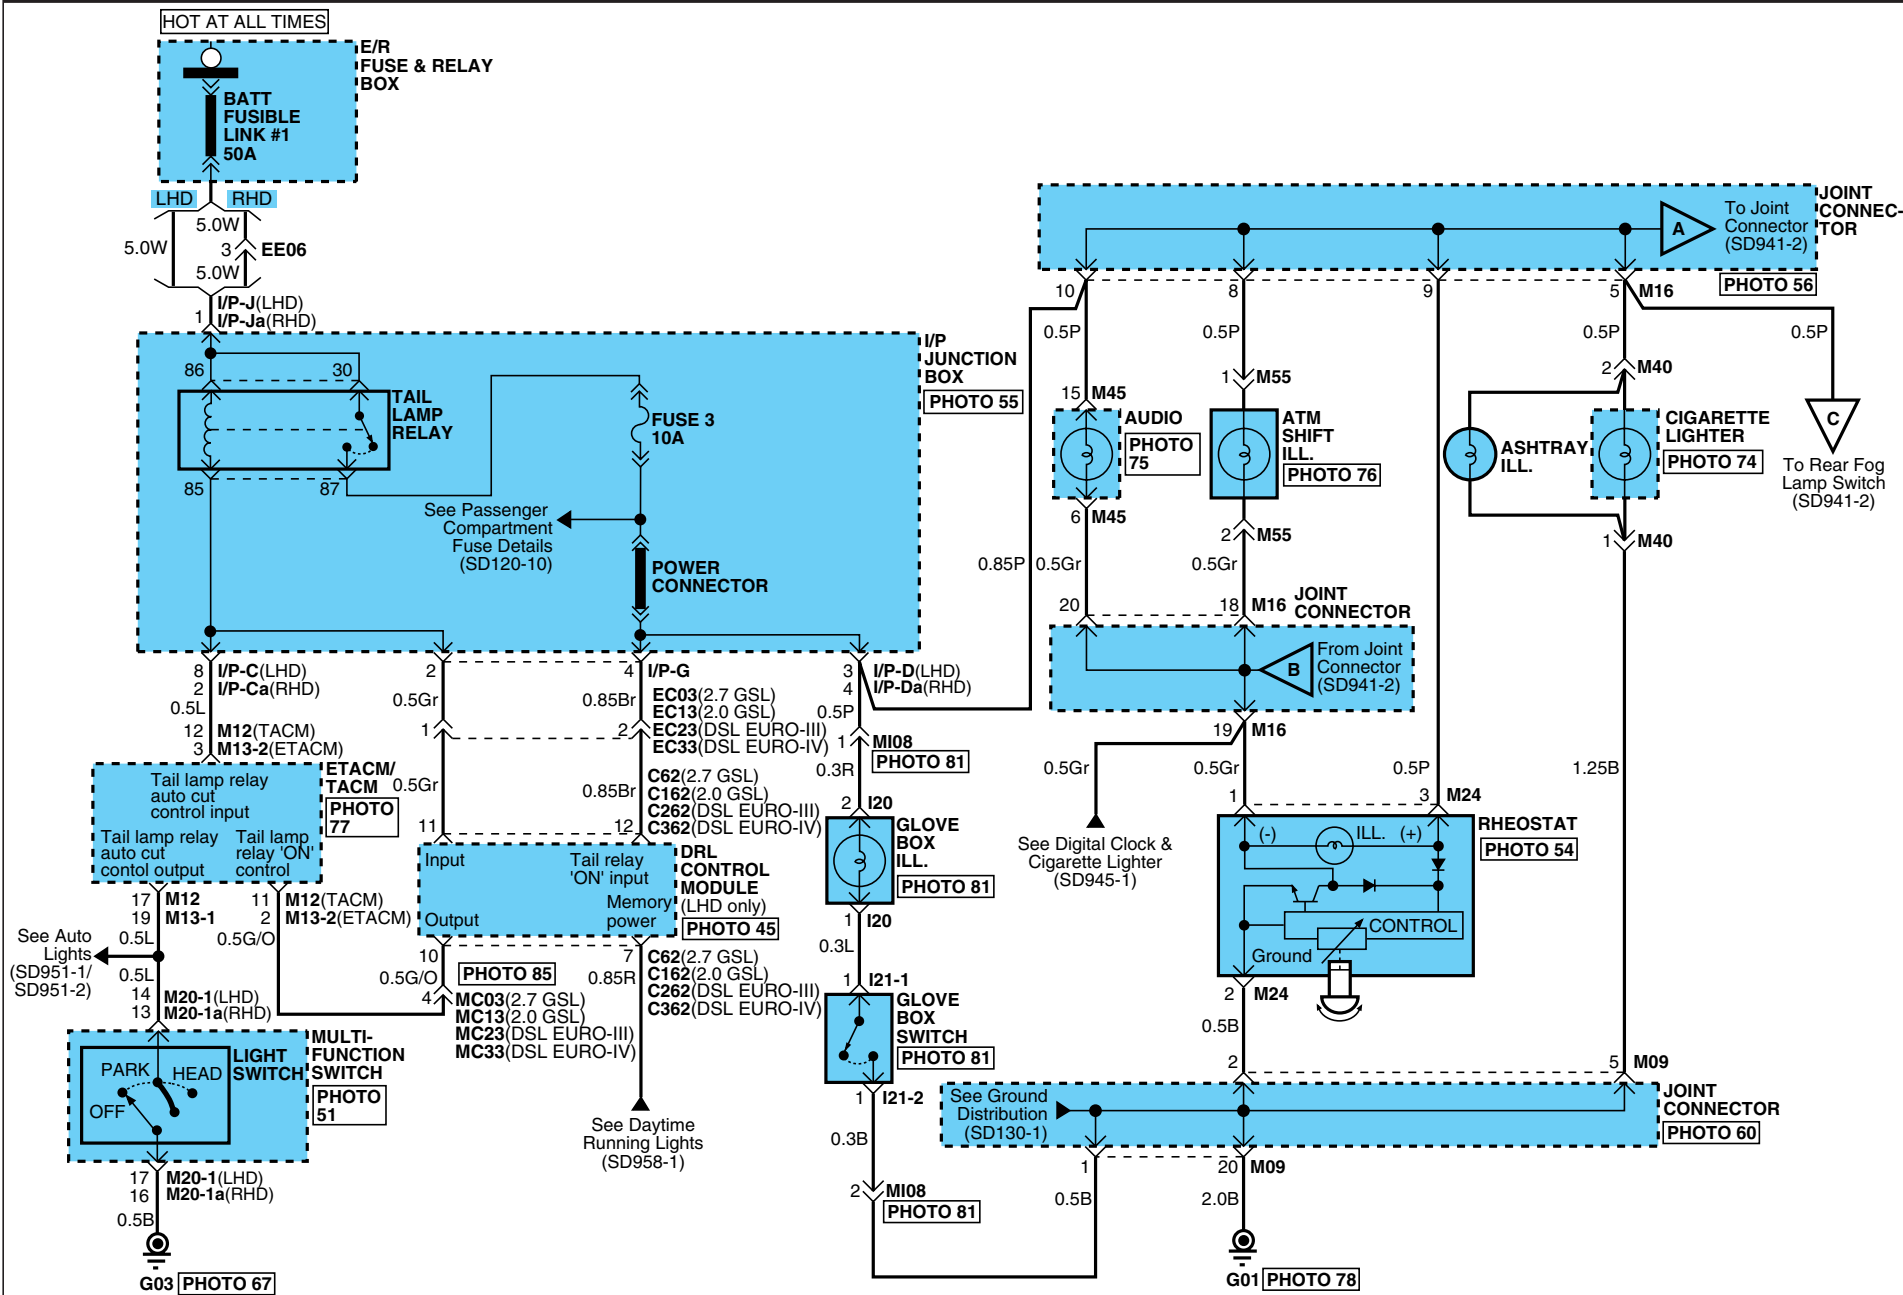 HOT AT ALL TIMES
E/R
FUSE & RELAY
BOX
BATT
FUSIBLE
LINK #1
50A
LHD
RHD
5.0W
5.0W
3
EE06
5.0W
I/P-J(LHD)
1
I/P-Ja(RHD)
I/P
JUNCTION
BOX
PHOTO 55
86
30
TAIL
LAMP
RELAY
85
87
FUSE 3
10A
See Passenger
Compartment
Fuse Details
(SD120-10)
POWER
CONNECTOR
8
I/P-C(LHD)
2
I/P-Ca(RHD)
0.5L
12
M12(TACM)
3
M13-2(ETACM)
2
0.5Gr
1
0.5Gr
11
4
I/P-G
0.85Br
2
EC03(2.7 GSL)
EC13(2.0 GSL)
EC23(DSL EURO-III)
EC33(DSL EURO-IV)
0.85Br
12
C62(2.7 GSL)
C162(2.0 GSL)
C262(DSL EURO-III)
C362(DSL EURO-IV)
3
I/P-D(LHD)
4
I/P-Da(RHD)
0.5P
1
MI08
PHOTO 81
0.3R
2
I20
GLOVE
BOX
ILL.
PHOTO 81
1
I20
0.3L
1
I21-1
GLOVE
BOX
SWITCH
PHOTO 81
1
I21-2
0.3B
2
MI08
PHOTO 81
ETACM/
TACM
PHOTO
77
Tail lamp relay
auto cut
control input
Tail lamp relay
auto cut
contol output
Tail lamp
relay 'ON'
control
17
M12
19
M13-1
0.5L
11
M12(TACM)
2
M13-2(ETACM)
0.5G/O
See Auto
Lights
(SD951-1/
SD951-2)
0.5L
14
M20-1(LHD)
13
M20-1a(RHD)
MULTI-
FUNCTION
SWITCH
PHOTO
51
LIGHT
SWITCH
PARK
HEAD
OFF
17
M20-1(LHD)
16
M20-1a(RHD)
0.5B
G03
PHOTO 67
Input
Tail relay
'ON' input
Output
Memory
power
DRL
CONTROL
MODULE
(LHD only)
PHOTO 45
10
0.5G/O
PHOTO 85
4
MC03(2.7 GSL)
MC13(2.0 GSL)
MC23(DSL EURO-III)
MC33(DSL EURO-IV)
7
0.85R
C62(2.7 GSL)
C162(2.0 GSL)
C262(DSL EURO-III)
C362(DSL EURO-IV)
See Daytime
Running Lights
(SD958-1)
JOINT
CONNEC-
TOR
A
To Joint
Connector
(SD941-2)
PHOTO 56
10
8
9
5
M16
0.5P
0.5P
0.5P
0.5P
15
M45
AUDIO
PHOTO
75
6
M45
0.85P
0.5Gr
20
1
M55
ATM
SHIFT
ILL.
PHOTO 76
2
M55
0.5Gr
18
M16
JOINT
CONNECTOR
2
M40
ASHTRAY
ILL.
CIGARETTE
LIGHTER
PHOTO 74
1
M40
C
To Rear Fog
Lamp Switch
(SD941-2)
B
From Joint
Connector
(SD941-2)
19
M16
0.5Gr
0.5Gr
0.5P
1.25B
See Digital Clock &
Cigarette Lighter
(SD945-1)
1
3
M24
RHEOSTAT
PHOTO 54
(-)
ILL.
(+)
CONTROL
Ground
2
M24
0.5B
2
5
M09
JOINT
CONNECTOR
PHOTO 60
See Ground
Distribution
(SD130-1)
1
20
M09
0.5B
2.0B
G01
PHOTO 78